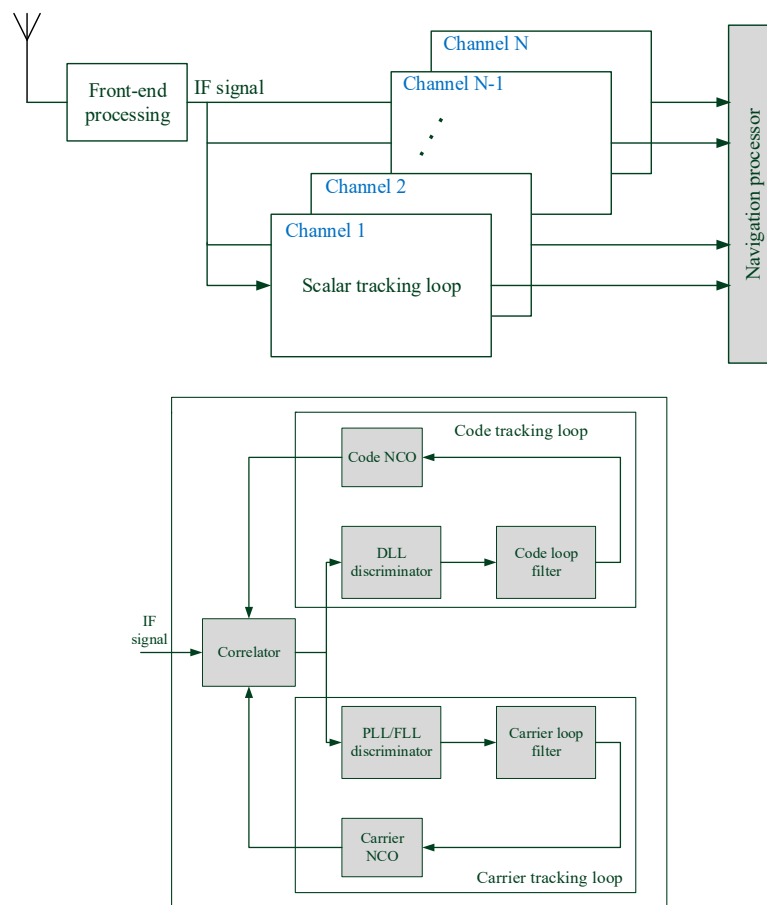 Channel N
Front-end
processing
IF signal
Channel N-1
Channel 2
Channel 1
Scalar tracking loop
Navigation processor
Code tracking loop
Code NCO
DLL
discriminator
Code loop
filter
IF
signal
Correlator
PLL/FLL
discriminator
Carrier loop
filter
Carrier
NCO
Carrier tracking loop